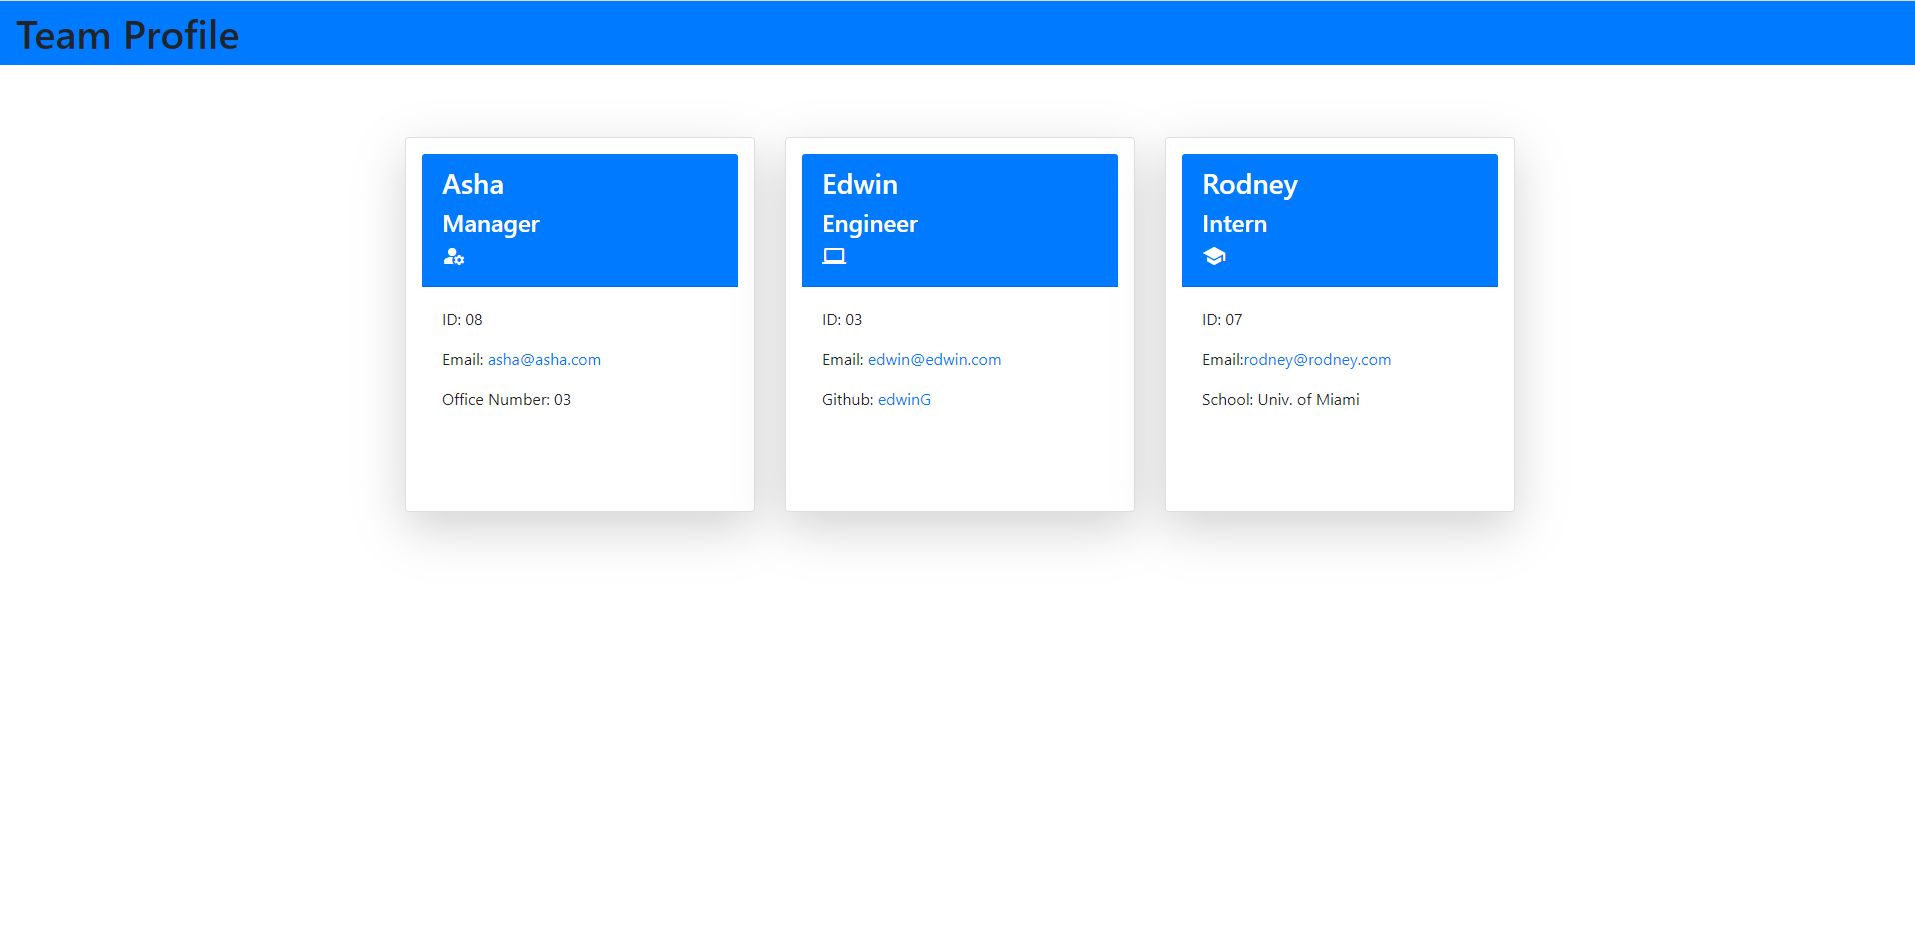 Team Profile
Asha
Manager
ID: 08
Email: asha@asha.com
Office Number: 03
Edwin
Engineer
ID: 03
Email: edwin@edwin.com
Github: edwinG
Rodney
Intern
ID: 07
Email:rodney@rodney.com
School: Univ. of Miami